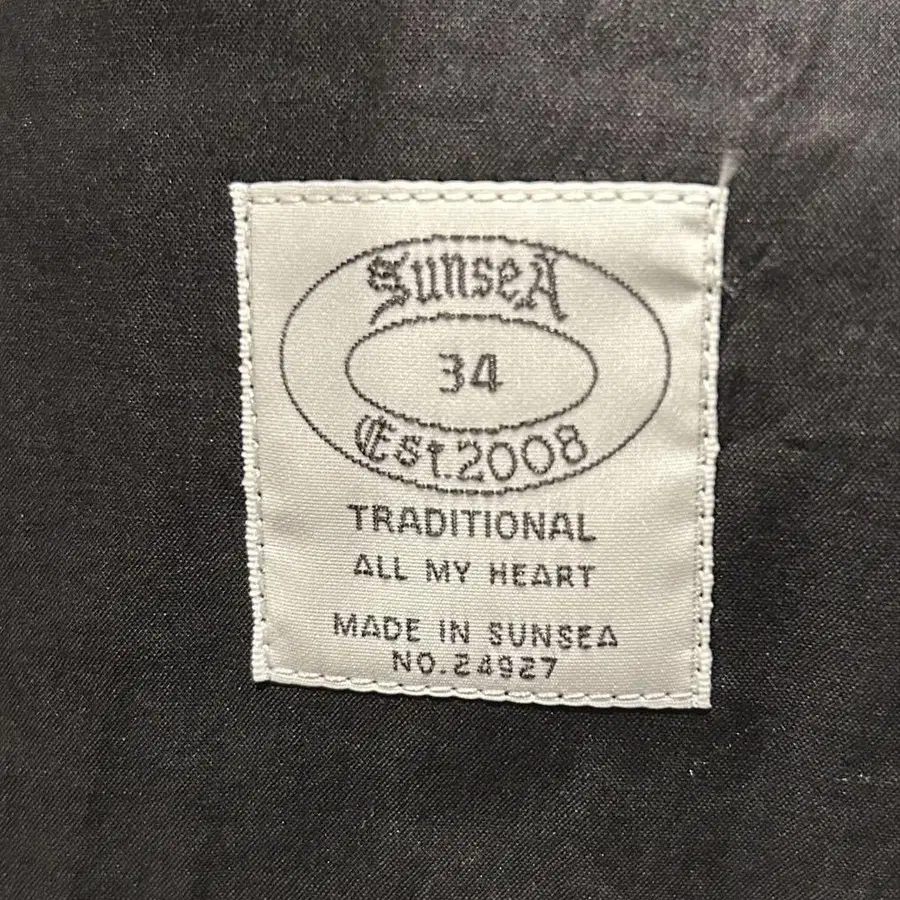 SunseA
34
Est.2008
TRADITIONAL
ALL MY HEART
MADE IN SUNSEA
NO.24927